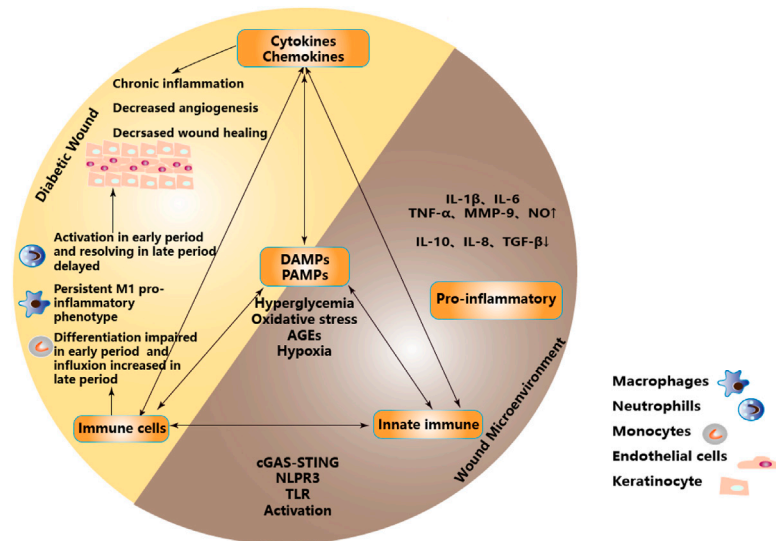 Cytokines
Chemokines
Chronic inflammation
Decreased angiogenesis
Decrsased wound healing
Diabetic Wound
IL-1β、IL-6
TNF-α、MMP-9、NO↑
IL-10、IL-8、TGF-β↓
Activation in early period
and resolving in late period
delayed
DAMPs
PAMPs
Persistent M1 pro-
inflammatory
phenotype
Hyperglycemia
Oxidative stress
AGEs
Hypoxia
Pro-inflammatory
Differentiation impaired
in early period and
influxion increased in
late period
Immune cells
Innate immune
Wound Microenvironment
cGAS-STING
NLPR3
TLR
Activation
Macrophages
Neutrophills
Monocytes
Endothelial cells
Keratinocyte